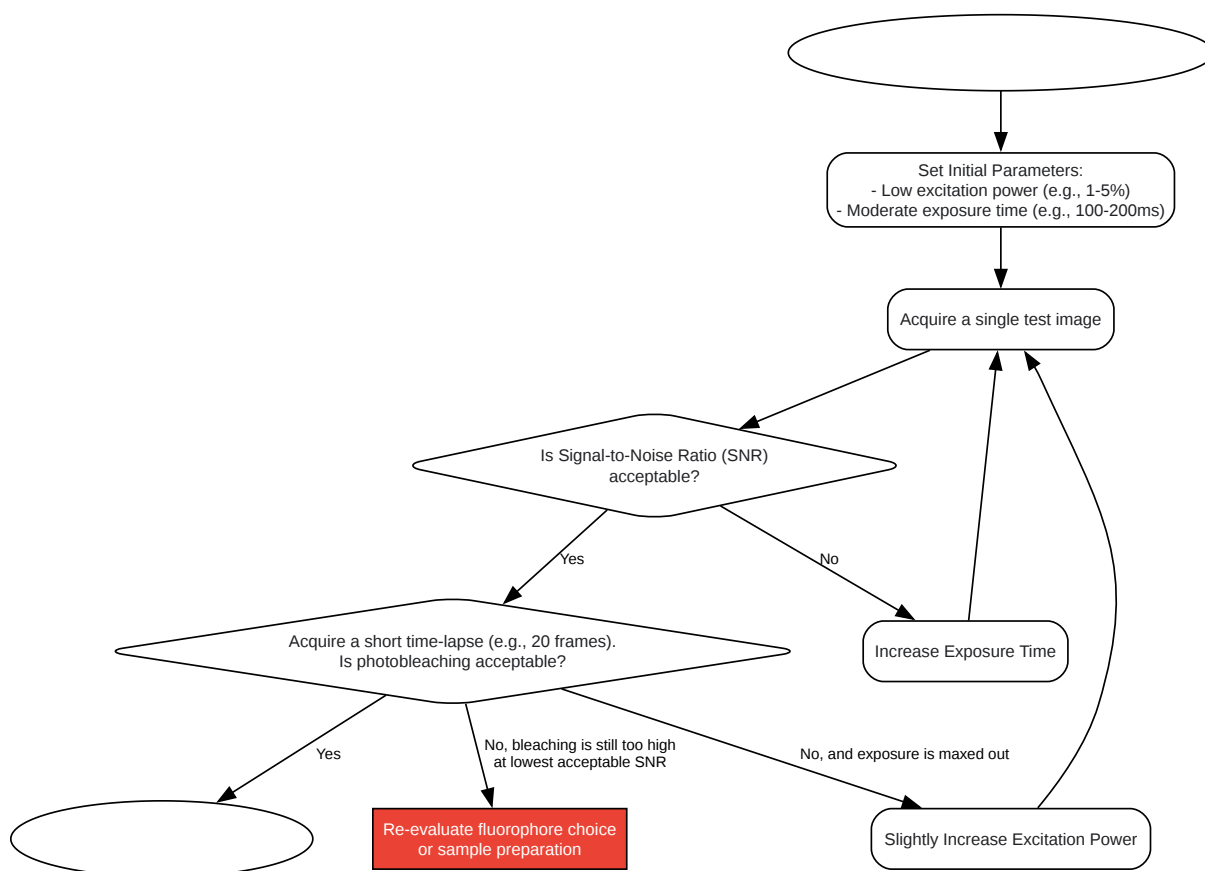 Set Initial Parameters:
- Low excitation power (e.g., 1-5%)
- Moderate exposure time (e.g., 100-200ms)
Acquire a single test image
Is Signal-to-Noise Ratio (SNR)
acceptable?
Yes
No
Acquire a short time-lapse (e.g., 20 frames).
Is photobleaching acceptable?
Increase Exposure Time
Yes
No, bleaching is still too high
at lowest acceptable SNR
No, and exposure is maxed out
Re-evaluate fluorophore choice
or sample preparation
Slightly Increase Excitation Power